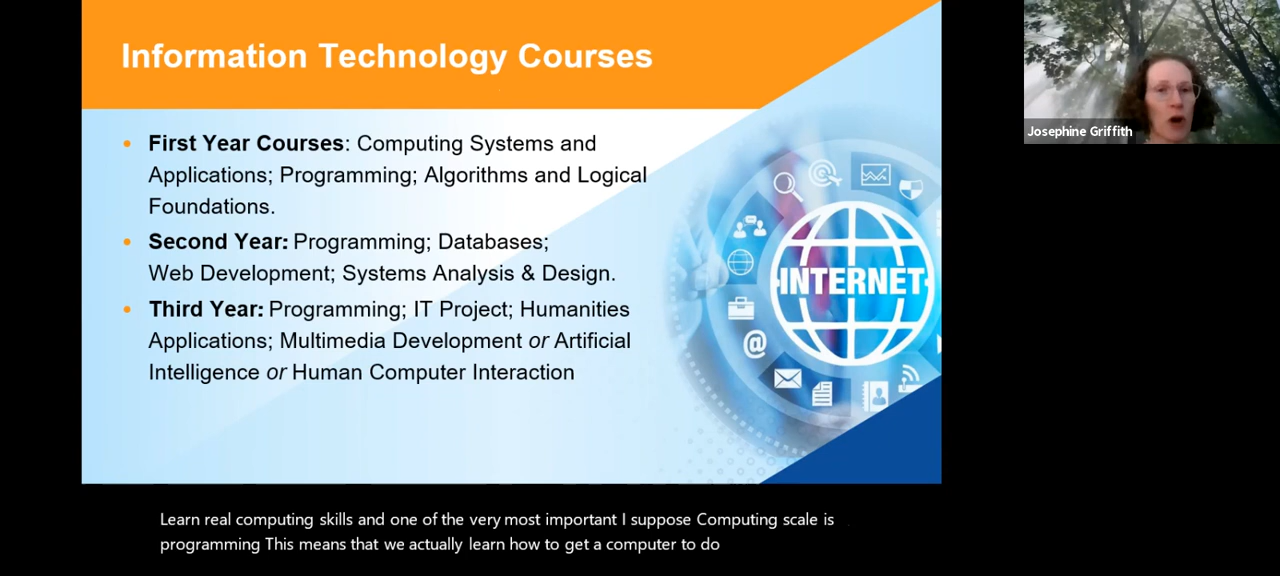 Information Technology Courses
Josephine Griffith
• First Year Courses: Computing Systems and
Applications; Programming; Algorithms and Logical
Foundations.
• Second Year: Programming; Databases;
Web Development; Systems Analysis & Design.
• Third Year: Programming; IT Project; Humanities
Applications; Multimedia Development or Artificial
Intelligence or Human Computer Interaction
INTERNET
@
Learn real computing skills and one of the very most important I suppose Computing scale is
programming This means that we actually learn how to get a computer to do